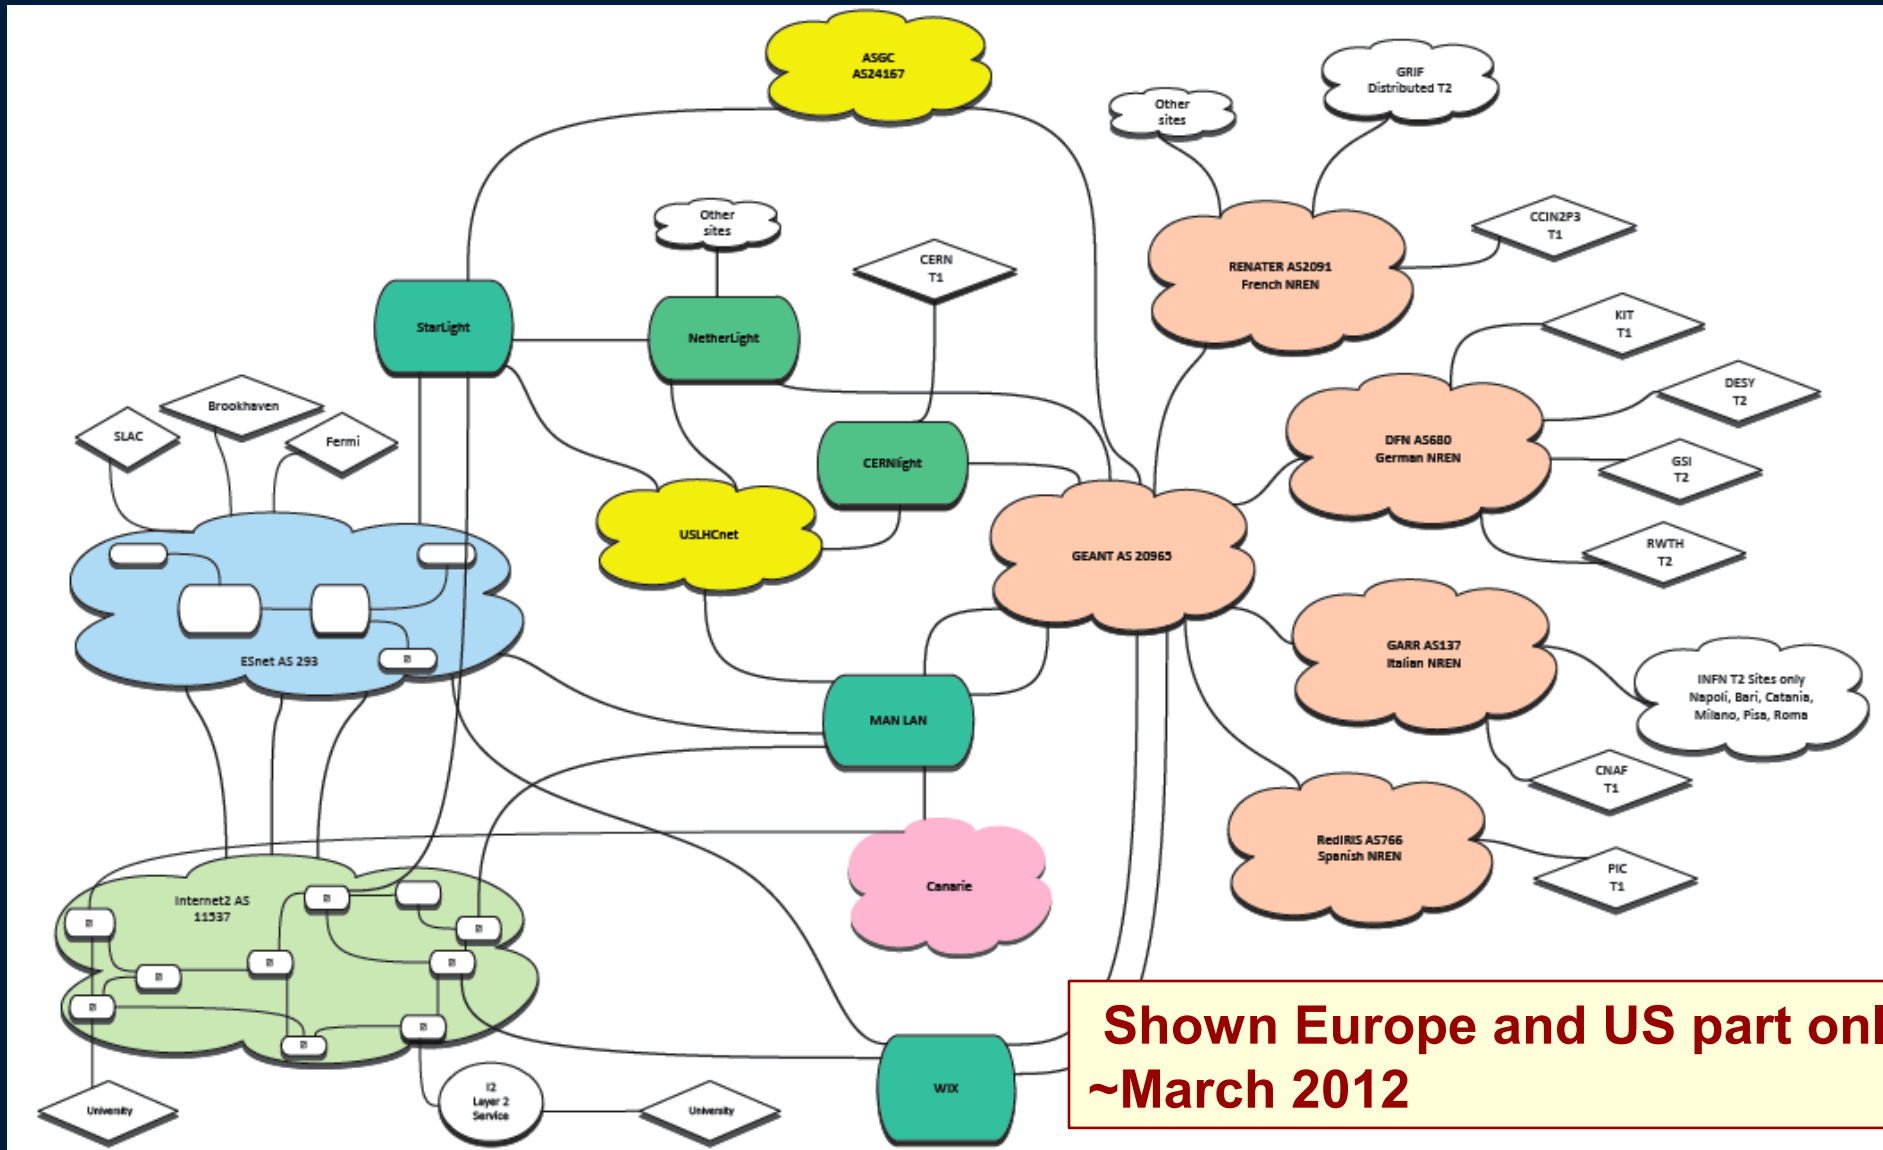 ASGC
AS24167
GRIF
Distributed T2
Other
sites
Other
sites
CERN
T1
CCIN2P3
T1
RENATER AS2091
French NREN
StarLight
NetherLight
KIT
T1
DESY
T2
Brookhaven
SLAC
Fermi
DFN AS680
German NREN
CERNlight
GSI
T2
USLHCnet
GEANT AS 20965
RWTH
T2
ESnet AS 293
GARR AS137
Italian NREN
INFN T2 Sites only
Napoli, Bari, Catania,
Milano, Pisa, Roma
MAN LAN
CNAF
T1
RedIRIS AS766
Spanish NREN
PIC
T1
Canarie
Internet2 AS
11537
Shown Europe and US part
~March 2012
University
I2
Layer 2
Service
University
WIX